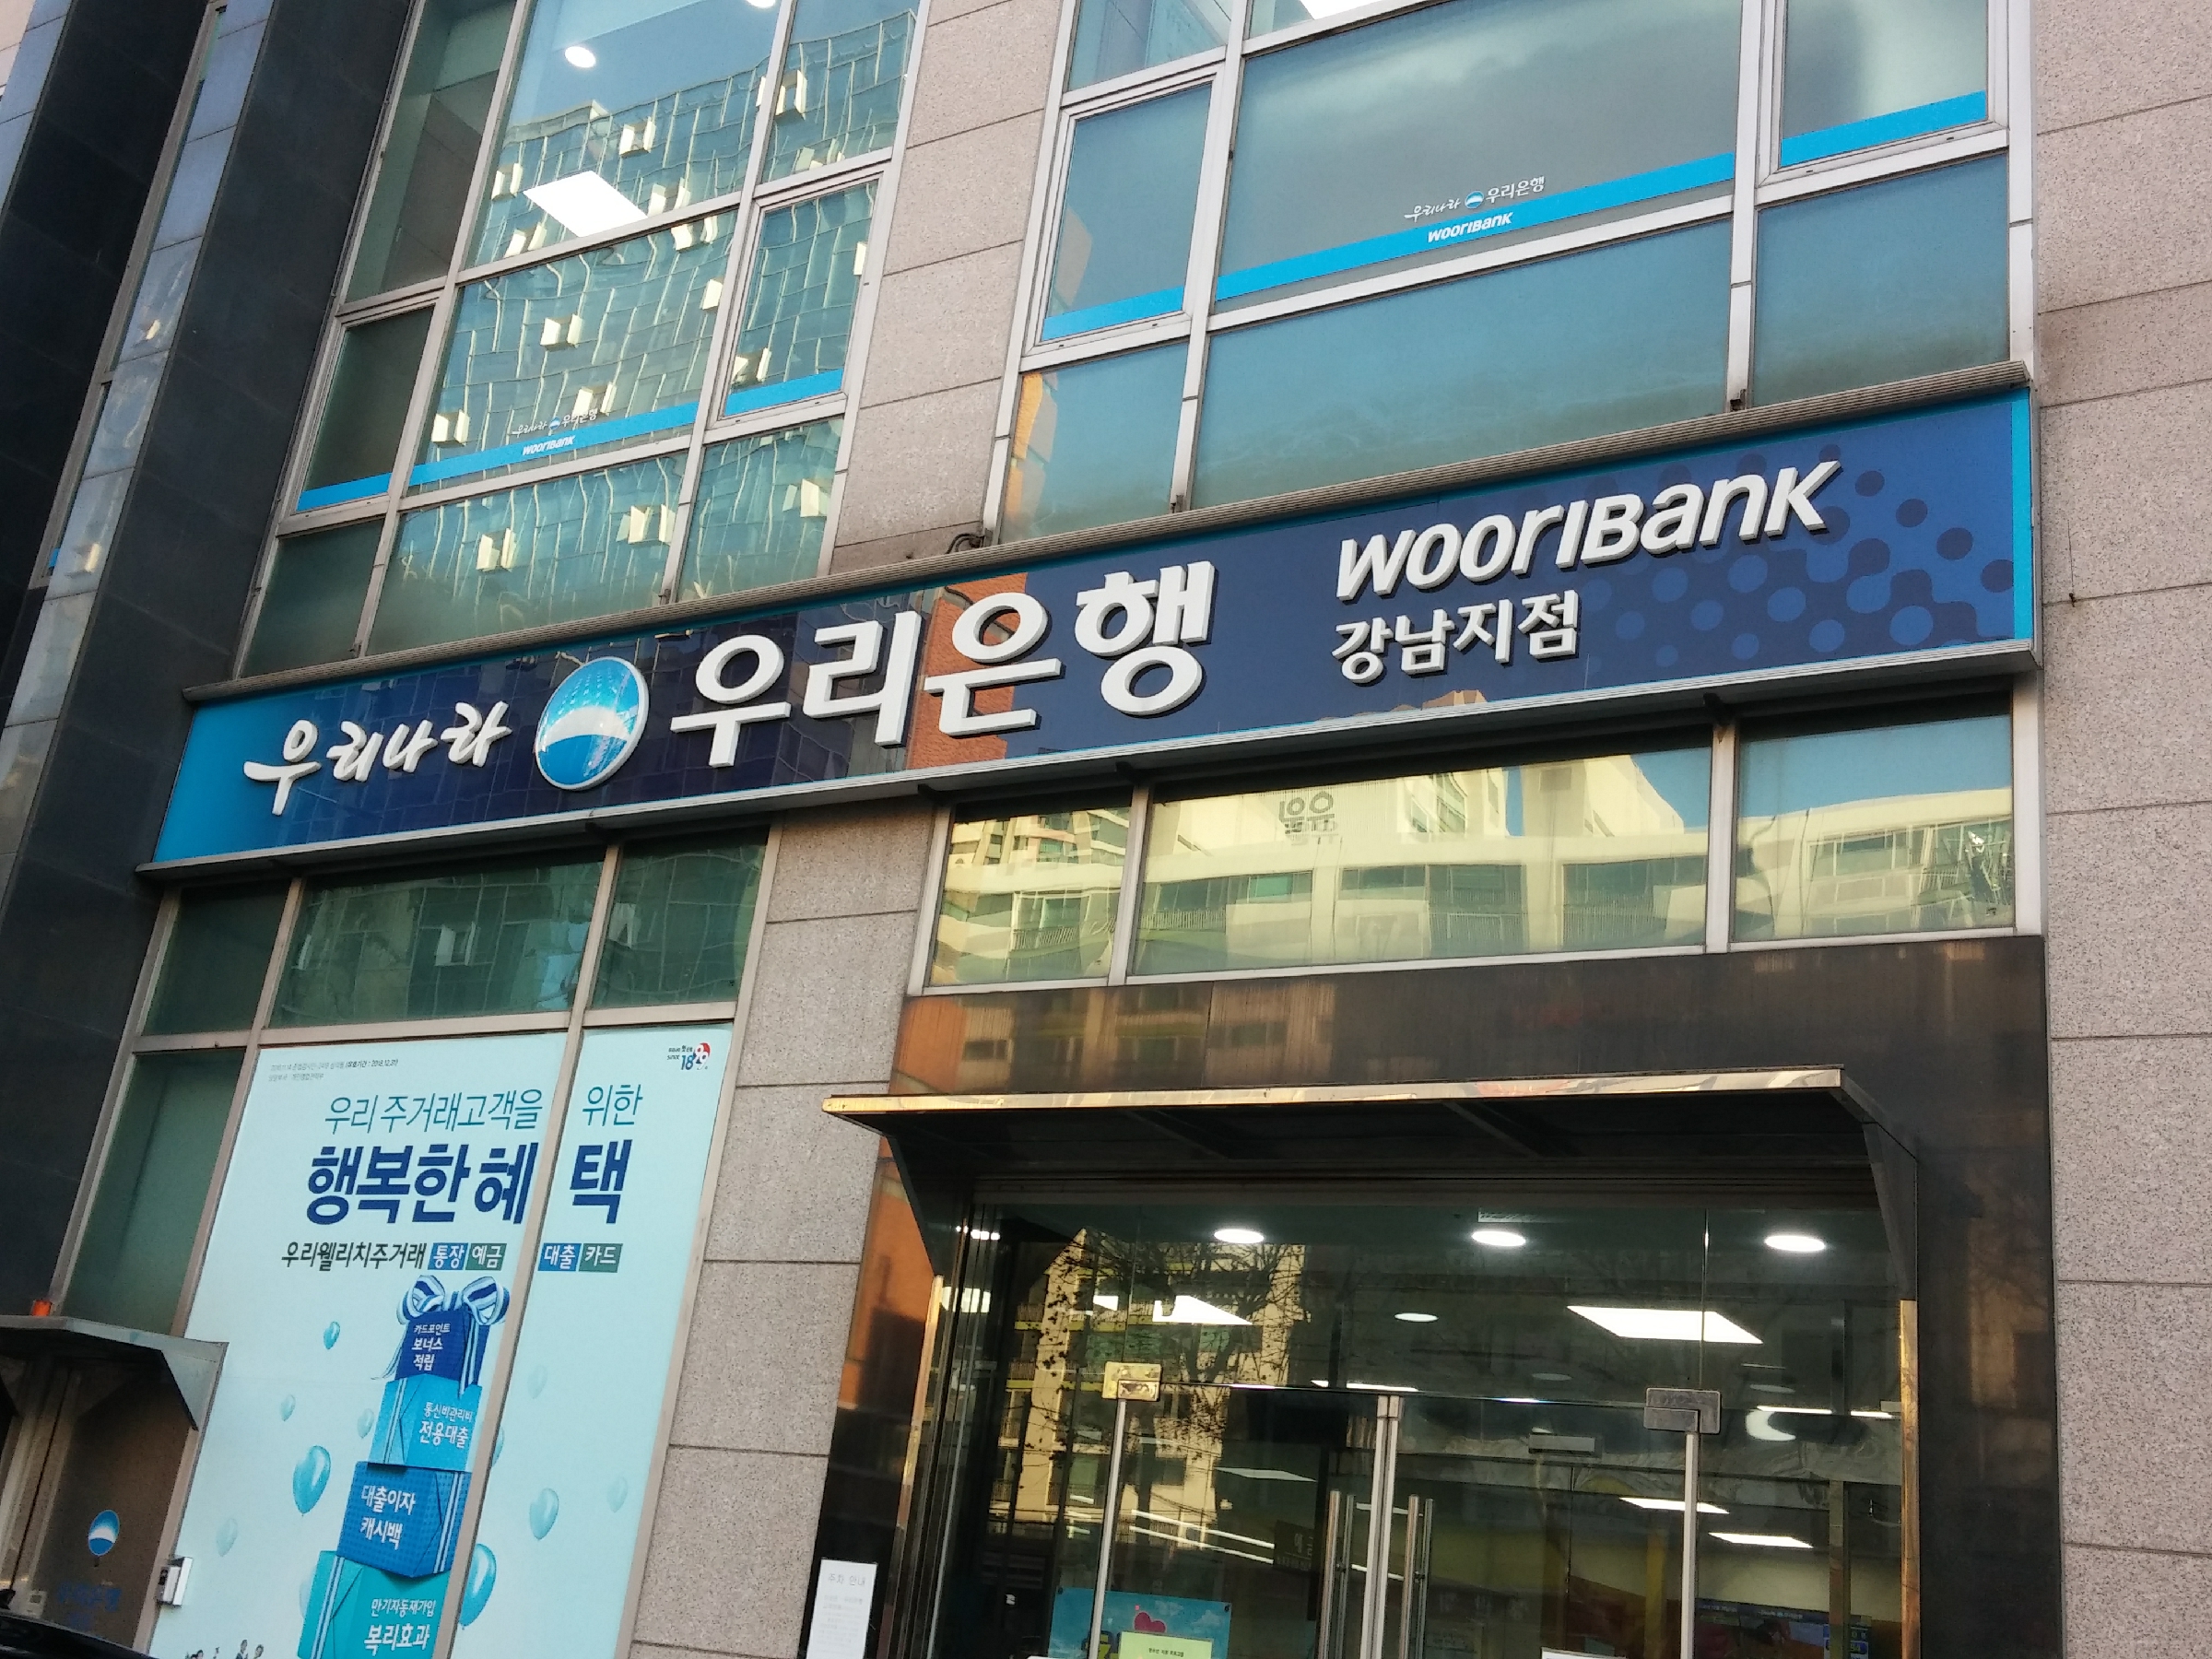 우리나라 우리은행
wooriBank
우리나라 우리은행
wooriBank
우리나라 우리은행
wooriBank
강남지점
우리 주거래고객을 위한
행복한 혜택
우리웰리치주거래 통장 예금 대출 카드
카드포인트
보너스
적립
통신비관리비
전용대출
대출이자
캐시백
만기자동재가입
복리효과
주차 안내